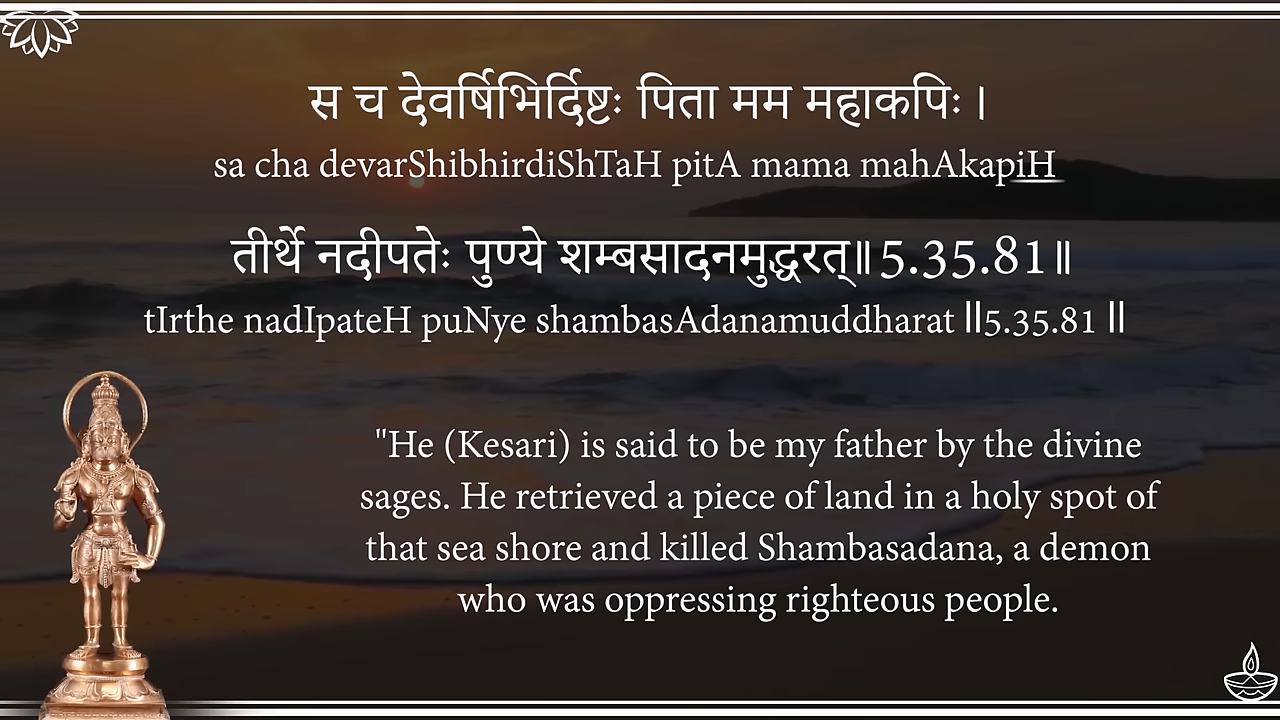 स च देवर्षिभिर्दिष्टः पिता मम महाकपिः ।
sa cha devarShibhirdiShTaH pitA mama mahAkapiH
तीर्थे नदीपतेः पुण्ये शम्बसादनमुद्धरत्॥ 5.35.81॥
tIrthe nadIpateH puNye shambasAdanamuddharat ॥5.35.81 ॥
"He (Kesari) is said to be my father by the divine
sages. He retrieved a piece of land in a holy spot of
that sea shore and killed Shambasadana, a demon
who was oppressing righteous people.